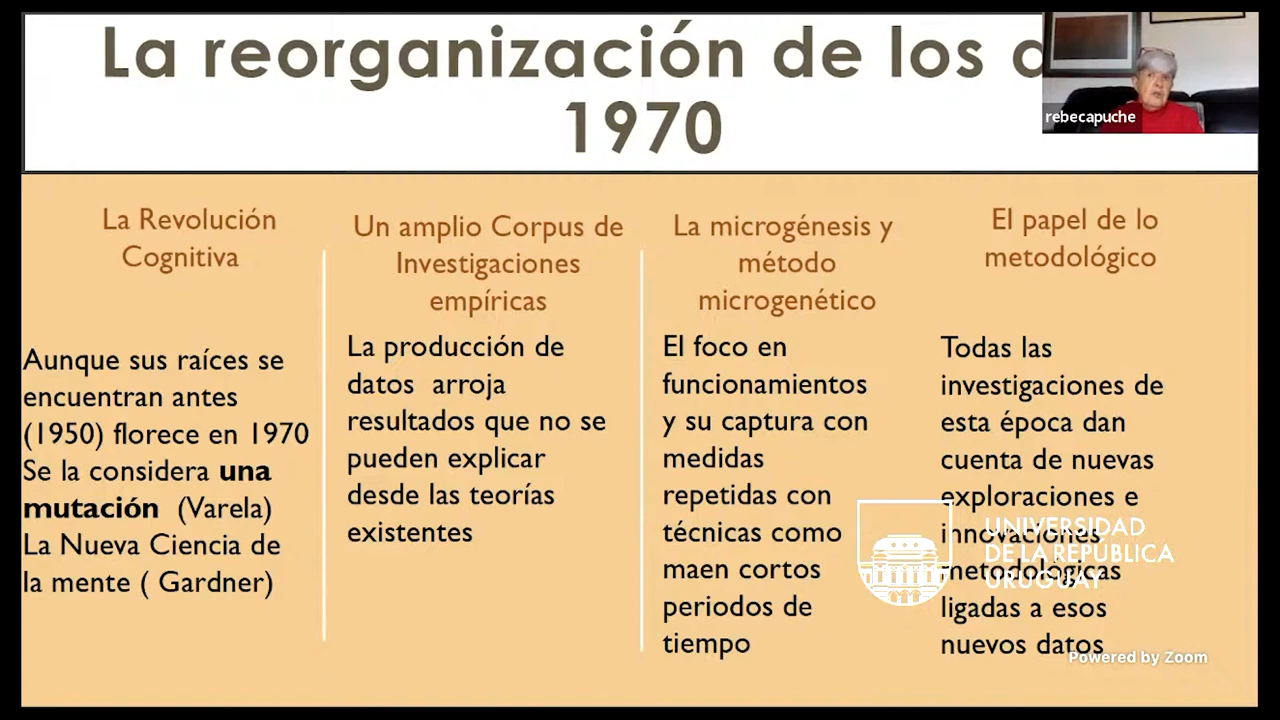 La reorganización de los
1970
rebecapuche
La Revolución
Cognitiva
Aunque sus raíces se
encuentran antes
(1950) florece en 1970
Se la considera una
mutación (Varela)
La Nueva Ciencia de
la mente ( Gardner)
Un amplio Corpus de
Investigaciones
empíricas
La producción de
datos arroja
resultados que no se
pueden explicar
desde las teorías
existentes
La microgénesis y
método
microgenético
El foco en
funcionamientos
y su captura con
medidas
repetidas con
técnicas como
maen cortos
periodos de
tiempo
El papel de lo
metodológico
Todas las
investigaciones de
esta época dan
cuenta de nuevas
exploraciones e
innovaciones
metodológicas
ligadas a esos
nuevos datos
UNIVERSIDAD
DE LA REPÚBLICA
URUGUAY
Powered by Zoom